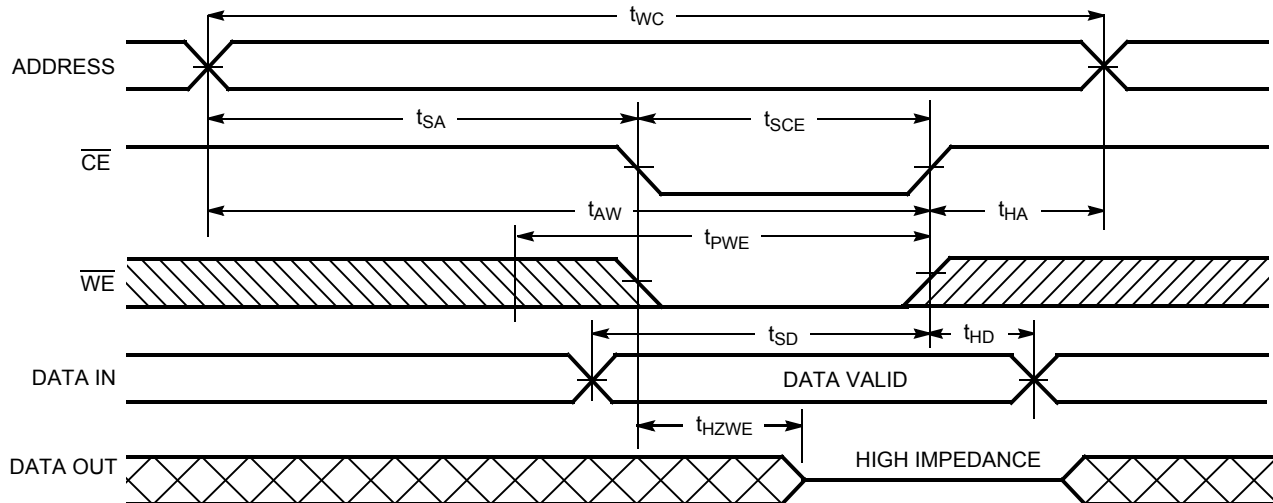 tWC
ADDRESS
tSA
tSCE
CE
tAW
tHA
tPWE
WE
tSD
tHD
DATA IN
DATA VALID
tHZWE
DATA OUT
HIGH IMPEDANCE